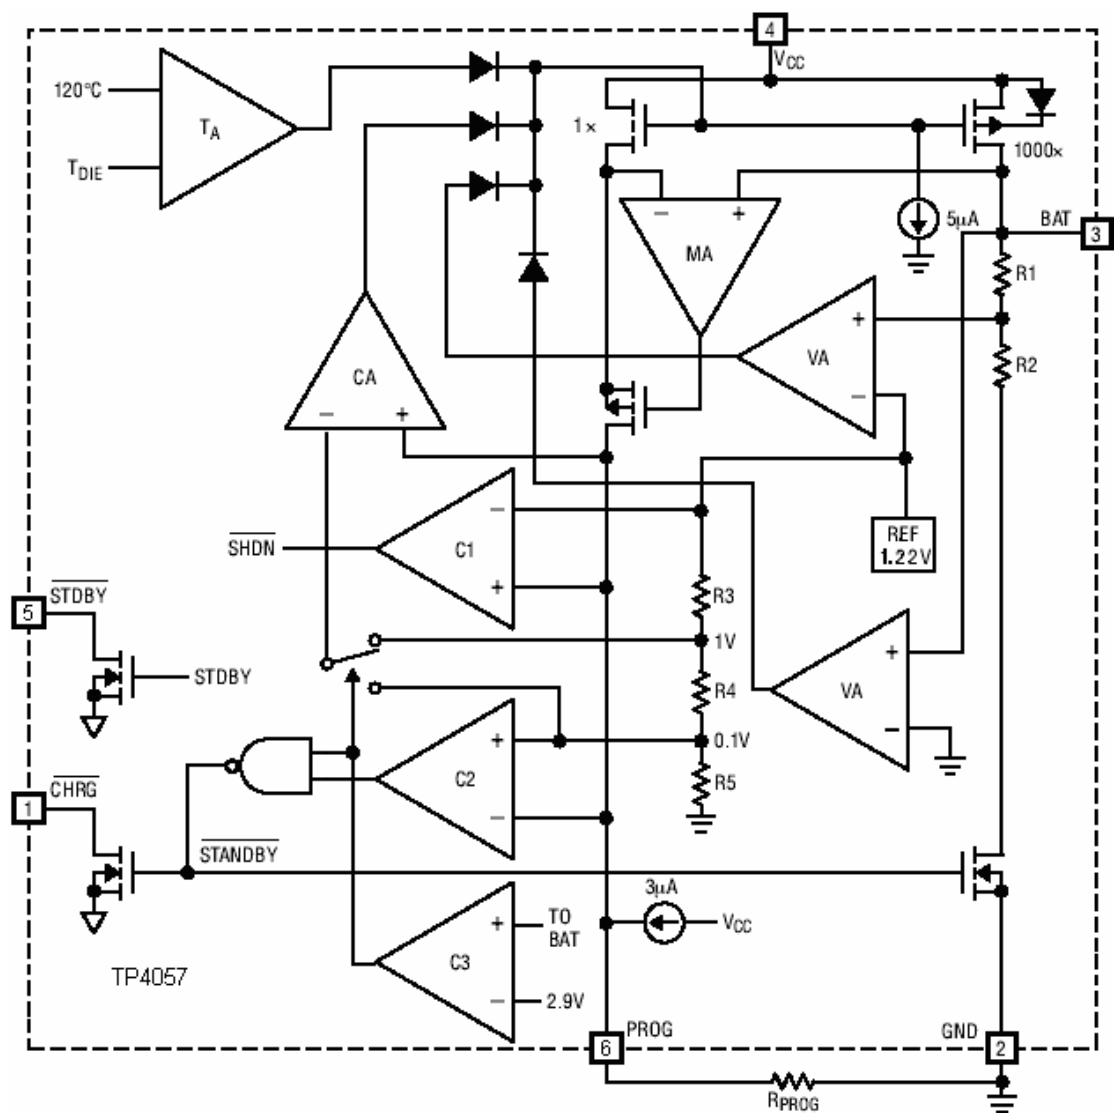 4
VCC
120°C
TA
TDIE
1×
1000×
5μA
BAT
3
− +
MA
R1
+
VA
−
R2
CA
− +
−
C1
+
SHDN
REF
1.22V
R3
5
STDBY
STDBY
1V
R4
+
VA
−
0.1V
+
C2
−
R5
1
CHRG
STANDBY
3μA
VCC
+
TO
BAT
C3
−
2.9V
TP4057
PROG
6
GND
2
RPROG